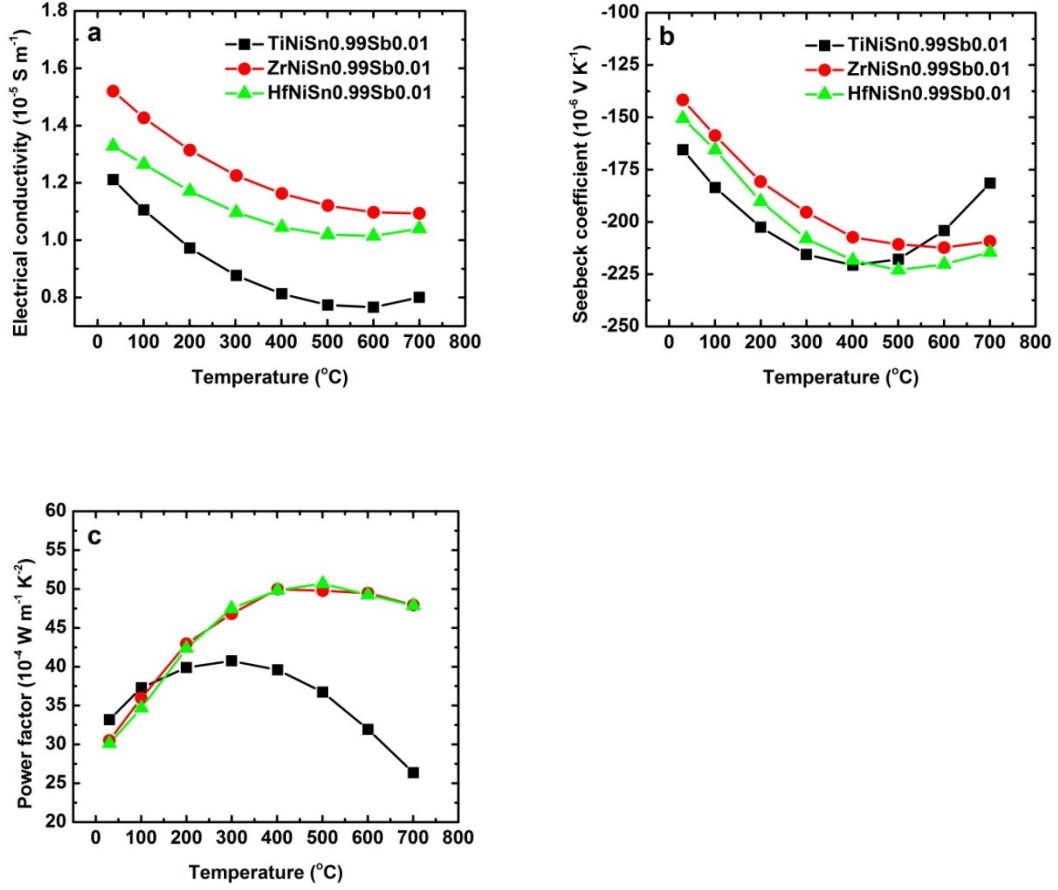 a
TiNiSn0.99Sb0.01
ZrNiSn0.99Sb0.01
HfNiSn0.99Sb0.01
Electrical conductivity (10⁻⁵ S m⁻¹)
1.8
1.6
1.4
1.2
1.0
0.8
0 100 200 300 400 500 600 700 800
Temperature (°C)
b
TiNiSn0.99Sb0.01
ZrNiSn0.99Sb0.01
HfNiSn0.99Sb0.01
Seebeck coefficient (10⁻⁶ V K⁻¹)
-100
-125
-150
-175
-200
-225
-250
0 100 200 300 400 500 600 700 800
Temperature (°C)
c
Power factor (10⁻⁴ W m⁻¹ K⁻²)
60
55
50
45
40
35
30
25
20
0 100 200 300 400 500 600 700 800
Temperature (°C)